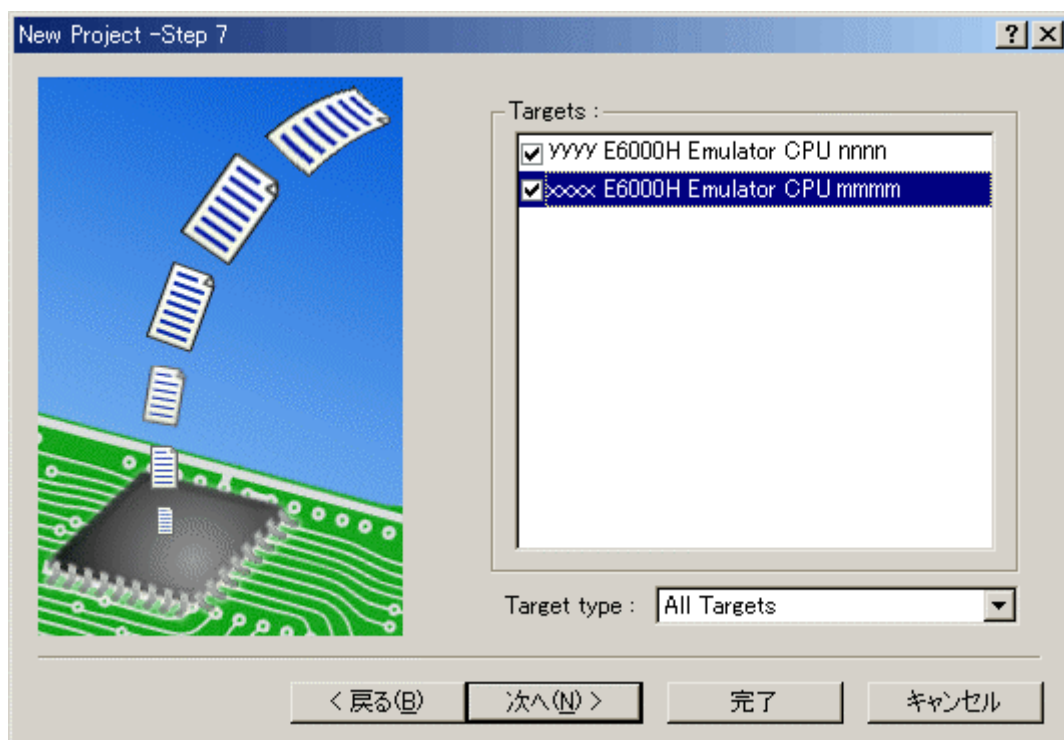 New Project -Step 7
Targets :
yyyy E6000H Emulator CPU nnnn
xxxx E6000H Emulator CPU mmmm
Target type : All Targets
< 戻る(B) 次へ(N) > 完了 キャンセル